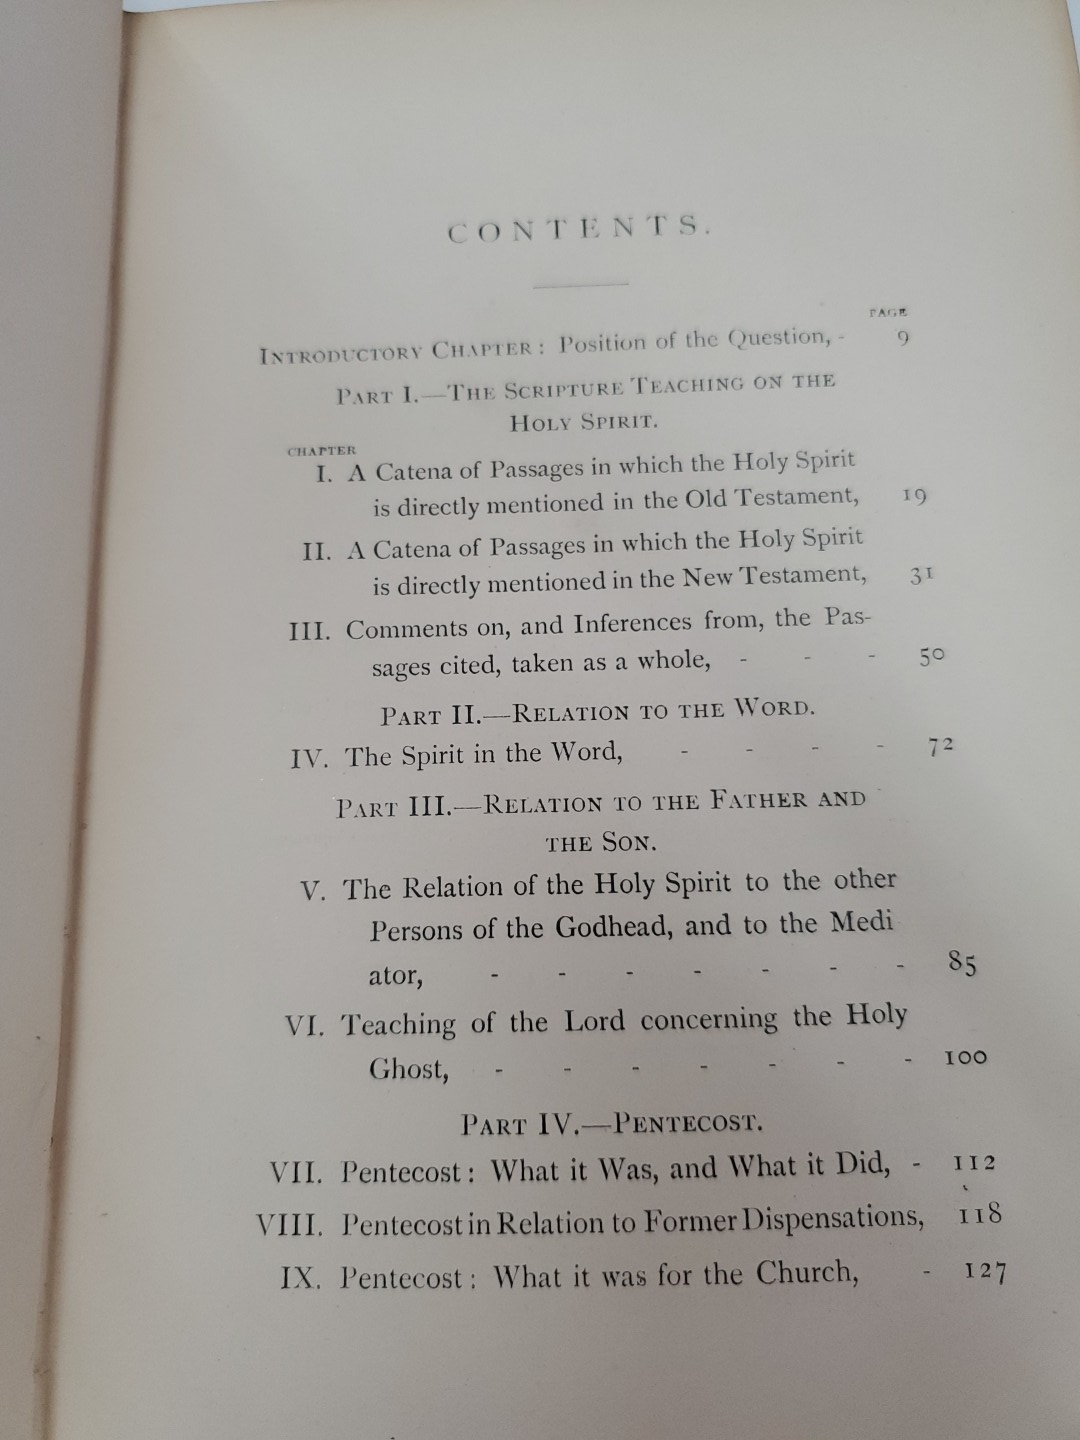 CONTENTS.
PAGE
INTRODUCTORY CHAPTER: Position of the Question, - 9
PART I.—THE SCRIPTURE TEACHING ON THE
HOLY SPIRIT.
CHAPTER
I. A Catena of Passages in which the Holy Spirit
is directly mentioned in the Old Testament, 19
II. A Catena of Passages in which the Holy Spirit
is directly mentioned in the New Testament, 31
III. Comments on, and Inferences from, the Pas-
sages cited, taken as a whole, - - - 50
PART II.—RELATION TO THE WORD.
IV. The Spirit in the Word, - - - - 72
PART III.—RELATION TO THE FATHER AND
THE SON.
V. The Relation of the Holy Spirit to the other
Persons of the Godhead, and to the Medi
ator, - - - - - - - 85
VI. Teaching of the Lord concerning the Holy
Ghost, - - - - - - - 100
PART IV.—PENTECOST.
VII. Pentecost: What it Was, and What it Did, - 112
VIII. Pentecost in Relation to Former Dispensations, 118
IX. Pentecost: What it was for the Church, - 127